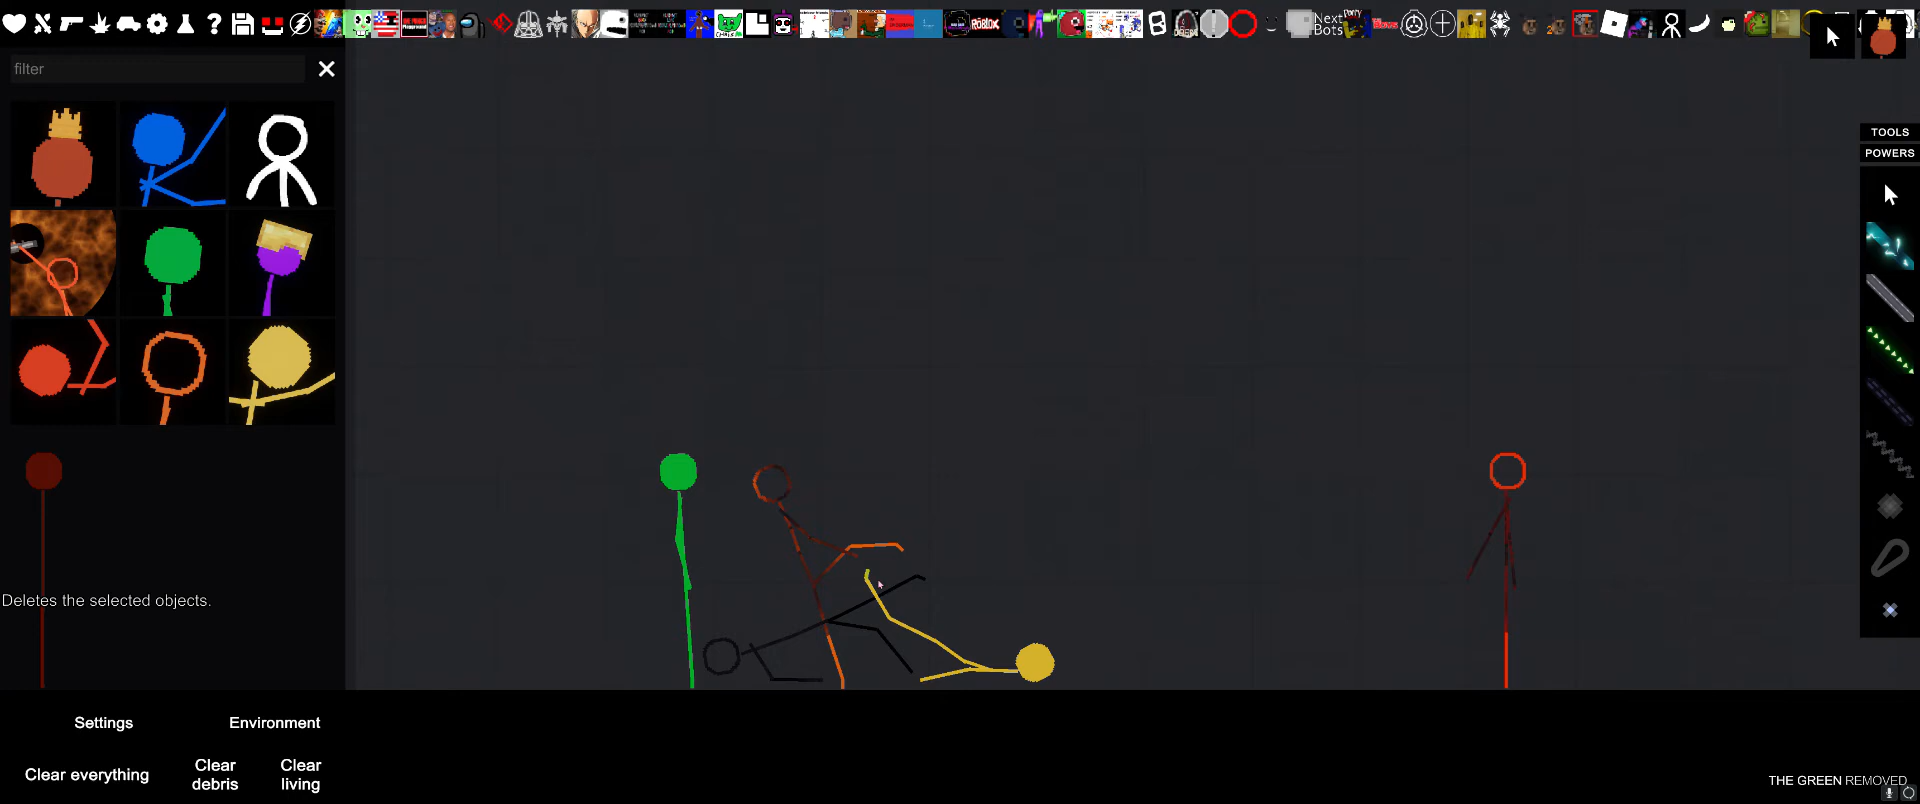 Next
Bots
filter
TOOLS
POWERS
Deletes the selected objects.
Settings
Environment
Clear everything
Clear
debris
Clear
living
THE GREEN REMOVED